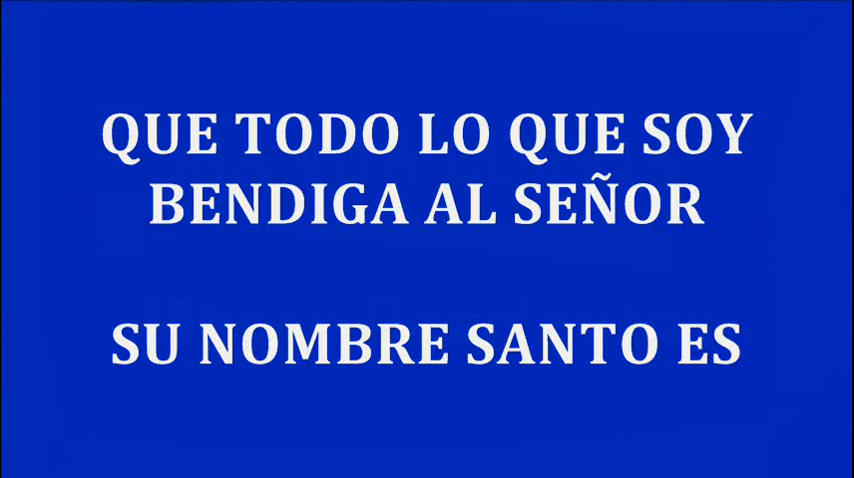 QUE TODO LO QUE SOY
BENDIGA AL SEÑOR
SU NOMBRE SANTO ES